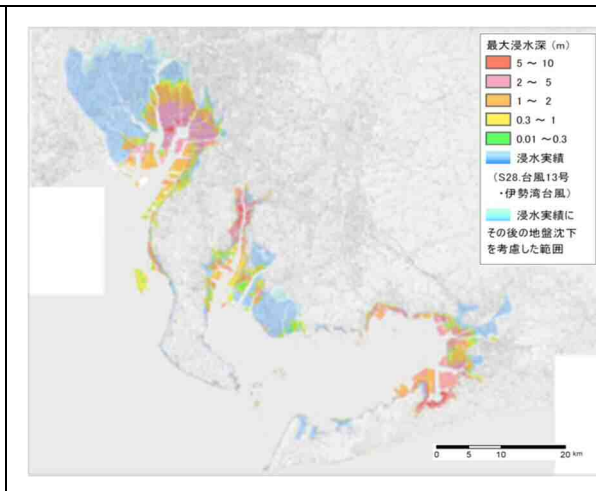 最大浸水深（m）
5 ～ 10
2 ～ 5
1 ～ 2
0.3 ～ 1
0.01 ～0.3
浸水実績
（S28.台風13号
・伊勢湾台風）
浸水実績に
その後の地盤沈下
を考慮した範囲
0 5 10 20 km